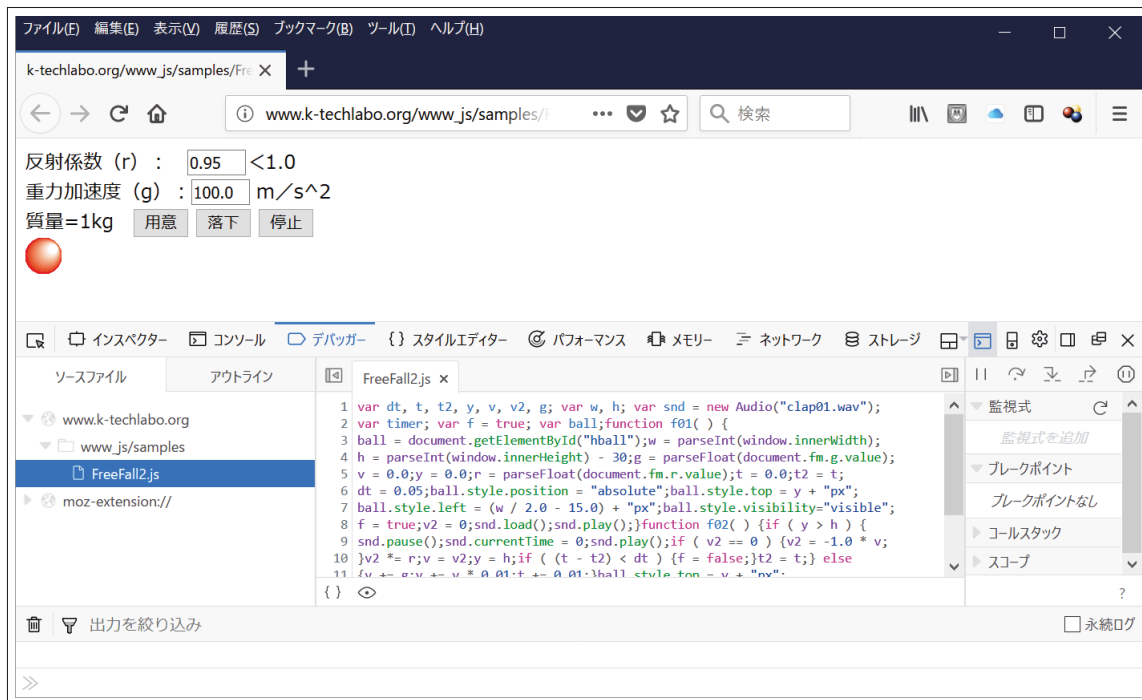 ファイル(F) 編集(E) 表示(V) 履歴(S) ブックマーク(B) ツール(T) ヘルプ(H)
k-techlabo.org/www_js/samples/Fre
www.k-techlabo.org/www_js/samples/ 検索
反射係数（r）： 0.95 <1.0
重力加速度（g）：100.0 m／s^2
質量=1kg 用意 落下 停止
インスペクター コンソール デバッガー {} スタイルエディター パフォーマンス メモリー ネットワーク ストレージ
ソースファイル アウトライン FreeFall2.js
www.k-techlabo.org
www_js/samples
FreeFall2.js
moz-extension://
1 var dt, t, t2, y, v, v2, g; var w, h; var snd = new Audio("clap01.wav");
2 var timer; var f = true; var ball;function f01( ) {
3 ball = document.getElementById("hball");w = parseInt(window.innerWidth);
4 h = parseInt(window.innerHeight) - 30;g = parseFloat(document.fm.g.value);
5 v = 0.0;y = 0.0;r = parseFloat(document.fm.r.value);t = 0.0;t2 = t;
6 dt = 0.05;ball.style.position = "absolute";ball.style.top = y + "px";
7 ball.style.left = (w / 2.0 - 15.0) + "px";ball.style.visibility="visible";
8 f = true;v2 = 0;snd.load();snd.play();}function f02( ) {if ( y > h ) {
9 snd.pause();snd.currentTime = 0;snd.play();if ( v2 == 0 ) {v2 = -1.0 * v;
10 }v2 *= r;v = v2;y = h;if ( (t - t2) < dt ) {f = false;}t2 = t;} else
11 {v += g;y += v * 0.01;t += 0.01;}ball.style.top = y + "px";
監視式
監視式を追加
ブレークポイント
ブレークポイントなし
コールスタック
スコープ
{}
?
出力を絞り込み 永続ログ